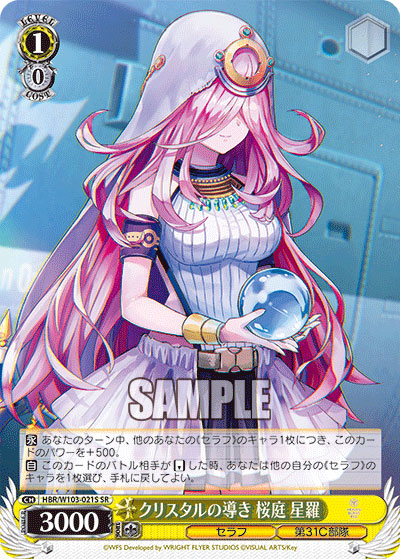 LEVEL
1
0
COST
SAMPLE
永 あなたのターン中、他のあなたの《セラフ》のキャラ1枚につき、このカー
ドのパワーを+500。
自 このカードのバトル相手が[↓]した時、あなたは他の自分の《セラフ》の
キャラを1枚選び、手札に戻してよい。
CH HBR/W103-021S SR
クリスタルの導き 桜庭 星羅
3000
セラフ
第31C部隊
©WFS Developed by WRIGHT FLYER STUDIOS ©VISUAL ARTS/Key